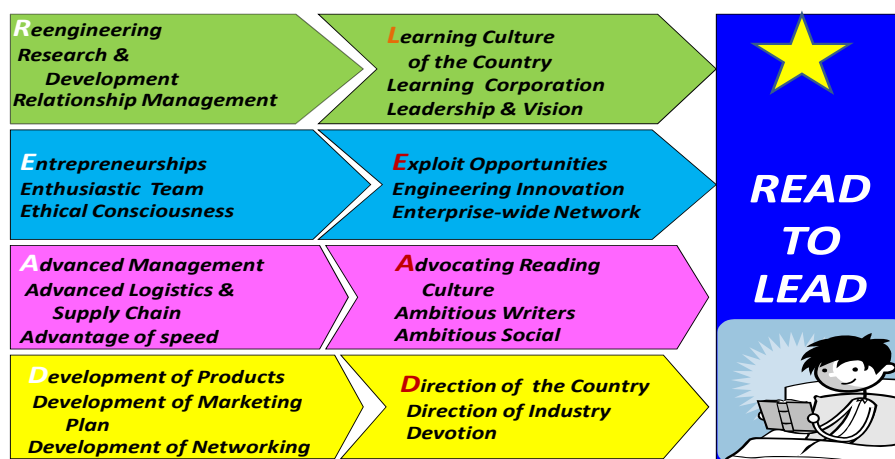 Reengineering
Research &
Development
Relationship Management
Learning Culture
of the Country
Learning Corporation
Leadership & Vision
Entrepreneurships
Enthusiastic Team
Ethical Consciousness
Exploit Opportunities
Engineering Innovation
Enterprise-wide Network
Advanced Management
Advanced Logistics &
Supply Chain
Advantage of speed
Advocating Reading
Culture
Ambitious Writers
Ambitious Social
Development of Products
Development of Marketing
Plan
Development of Networking
Direction of the Country
Direction of Industry
Devotion
READ
TO
LEAD